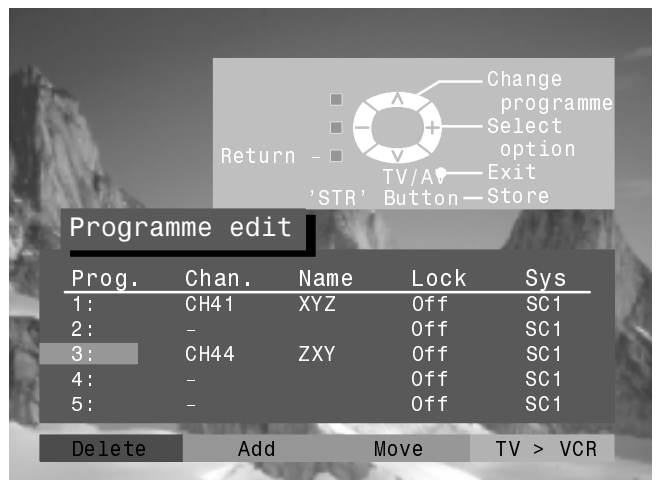 Change
programme
Select
option
Return -
TV/AV
Exit
'STR' Button
Store
Programme edit
Prog. Chan. Name Lock Sys
1: CH41 XYZ Off SC1
2: – Off SC1
3: CH44 ZXY Off SC1
4: – Off SC1
5: – Off SC1
Delete Add Move TV > VCR